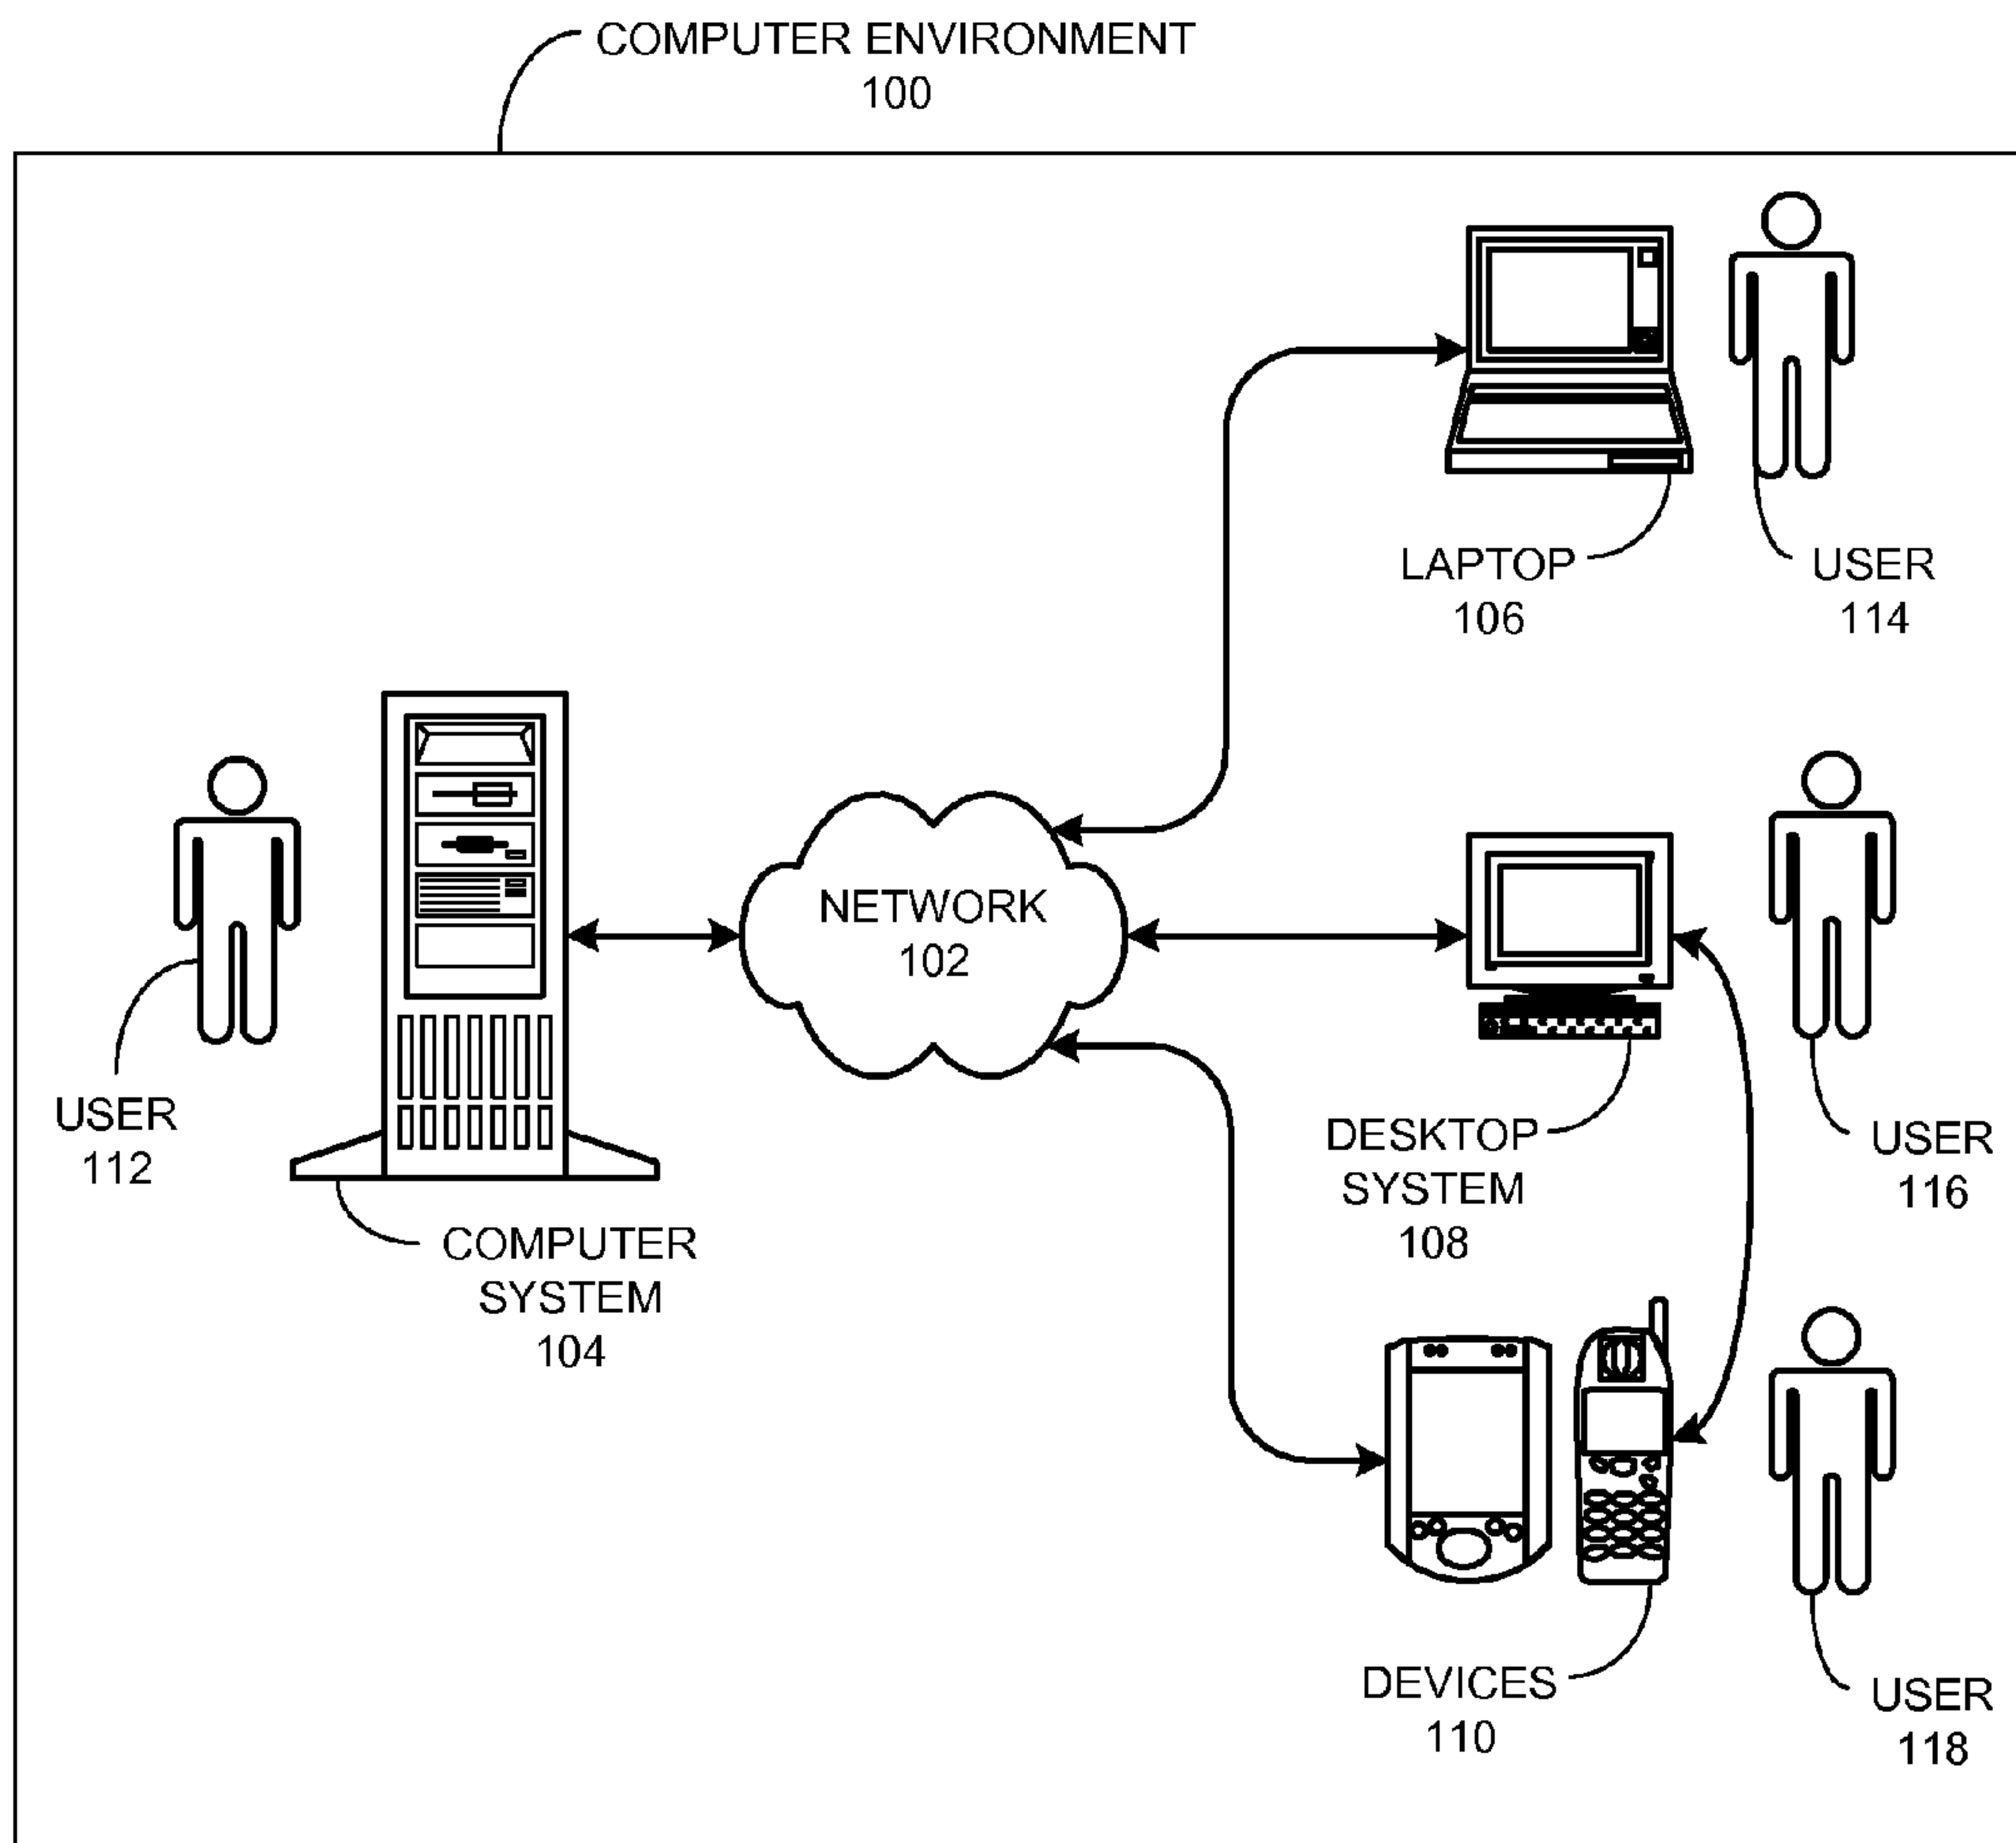 COMPUTER ENVIRONMENT
100
LAPTOP
106
USER
114
NETWORK
102
USER
112
COMPUTER
SYSTEM
104
DESKTOP
SYSTEM
108
USER
116
DEVICES
110
USER
118